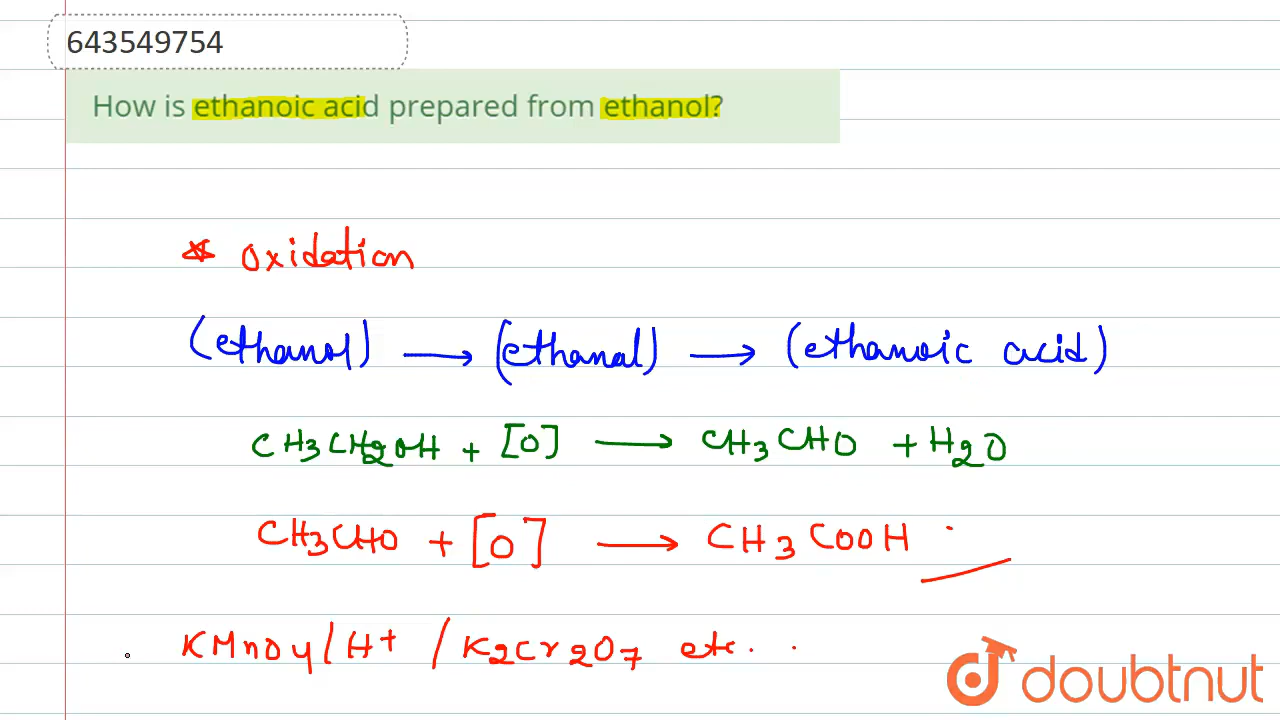 643549754
How is ethanoic acid prepared from ethanol?
* Oxidation
(ethanol) → (ethanal) → (ethanoic acid)
CH3CH2OH + [O] → CH3CHO + H2O
CH3CHO + [O] → CH3COOH
KMnO4/H+ / K2Cr2O7 etc.
doubtnut